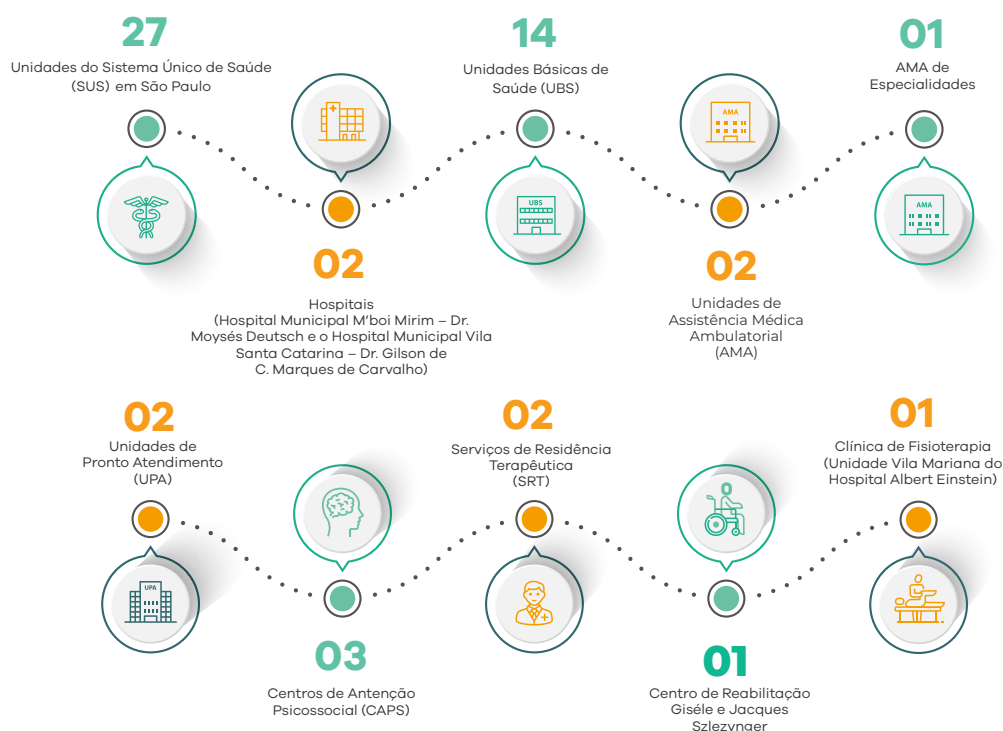 27
Unidades do Sistema Único de Saúde
(SUS) em São Paulo
14
Unidades Básicas de
Saúde (UBS)
01
AMA de
Especialidades
AMA
UBS
AMA
02
Hospitais
(Hospital Municipal M'boi Mirim – Dr.
Moysés Deutsch e o Hospital Municipal Vila
Santa Catarina – Dr. Gilson de
C. Marques de Carvalho)
02
Unidades de
Assistência Médica
Ambulatorial
(AMA)
02
Unidades de
Pronto Atendimento
(UPA)
02
Serviços de Residência
Terapêutica
(SRT)
01
Clínica de Fisioterapia
(Unidade Vila Mariana do
Hospital Albert Einstein)
UPA
03
Centros de Antenção
Psicossocial (CAPS)
01
Centro de Reabilitação
Giséle e Jacques
Szlezynger